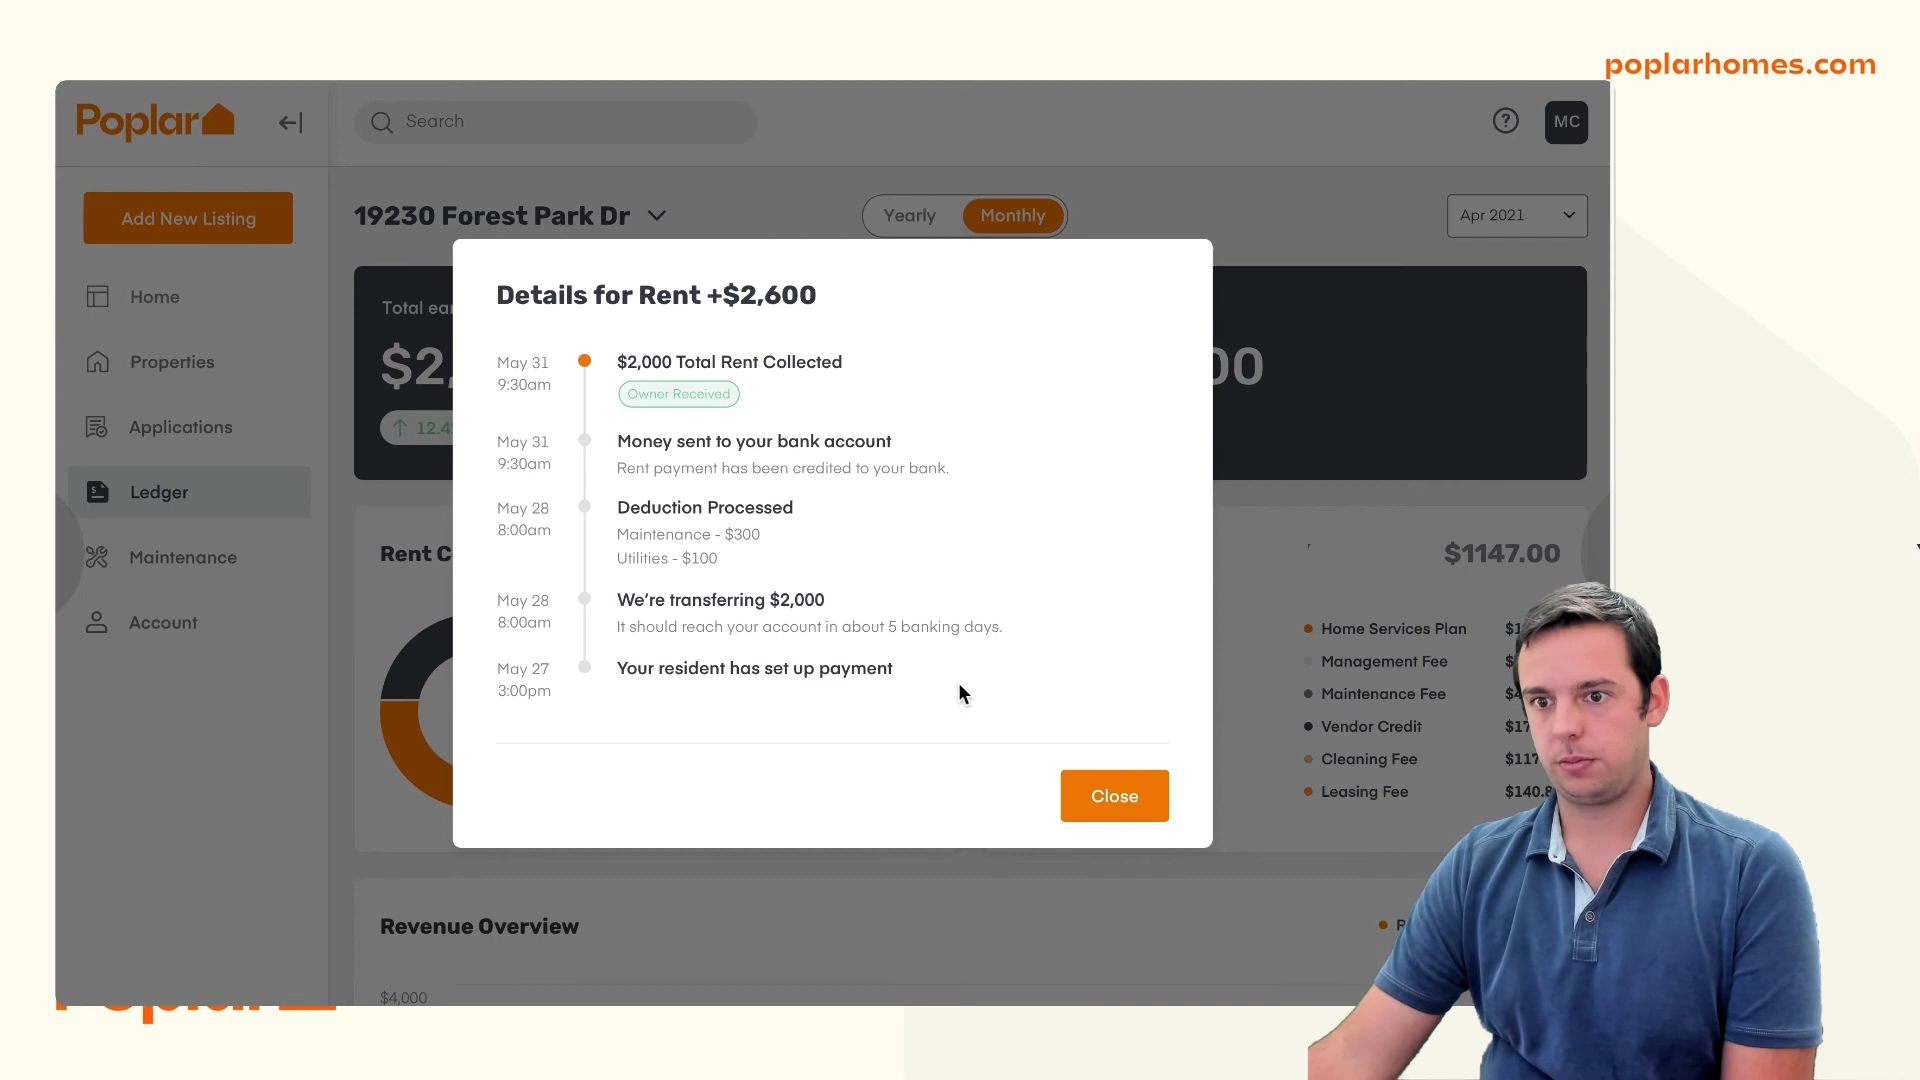 poplarhomes.com
Poplar
Search
?
MC
Add New Listing
Home
Properties
Applications
Ledger
Maintenance
Account
19230 Forest Park Dr
Yearly
Monthly
Apr 2021
Details for Rent +$2,600
May 31
9:30am
$2,000 Total Rent Collected
Owner Received
May 31
9:30am
Money sent to your bank account
Rent payment has been credited to your bank.
May 28
8:00am
Deduction Processed
Maintenance - $300
Utilities - $100
May 28
8:00am
We’re transferring $2,000
It should reach your account in about 5 banking days.
May 27
3:00pm
Your resident has set up payment
Close
Total
$1147.00
Home Services Plan
Management Fee
Maintenance Fee
Vendor Credit
Cleaning Fee
Leasing Fee
Revenue Overview
$4,000